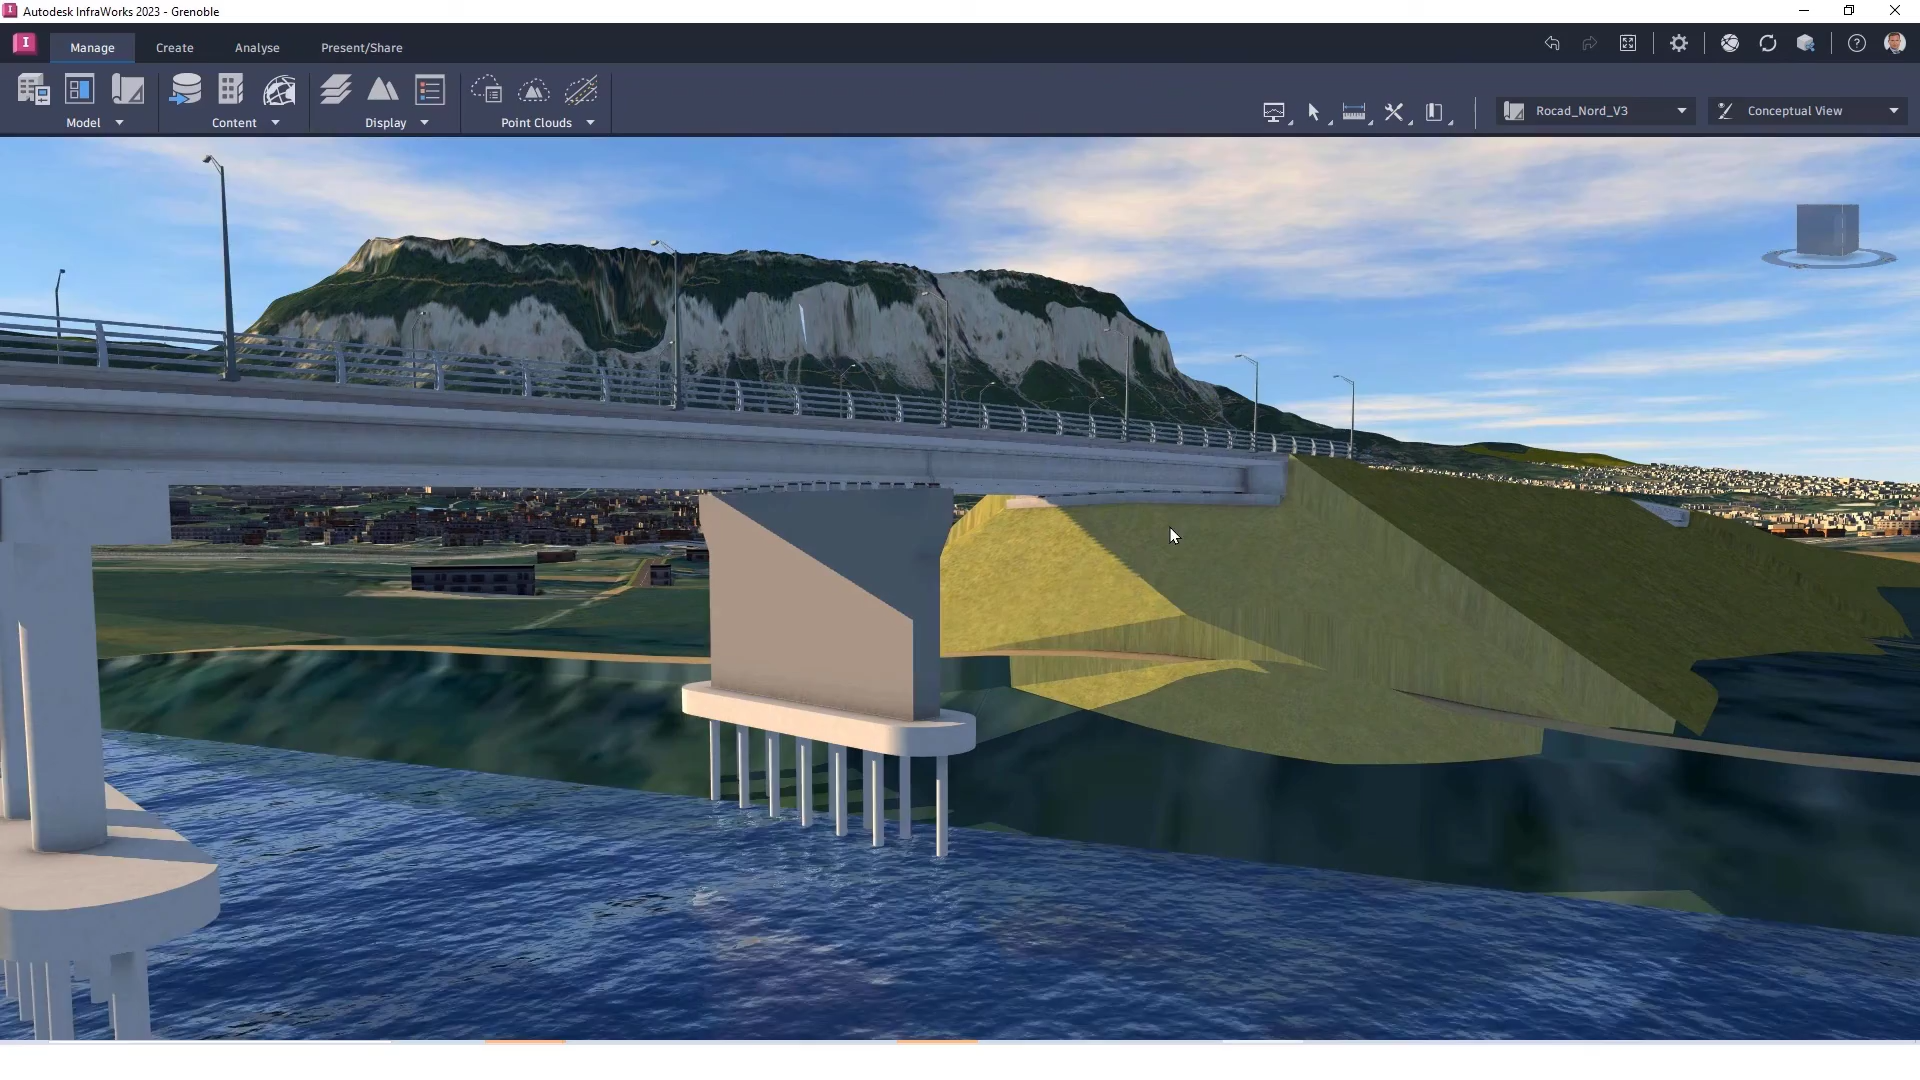 Autodesk InfraWorks 2023 - Grenoble
I
Manage
Create
Analyse
Present/Share
Model
Content
Display
Point Clouds
Rocad_Nord_V3
Conceptual View